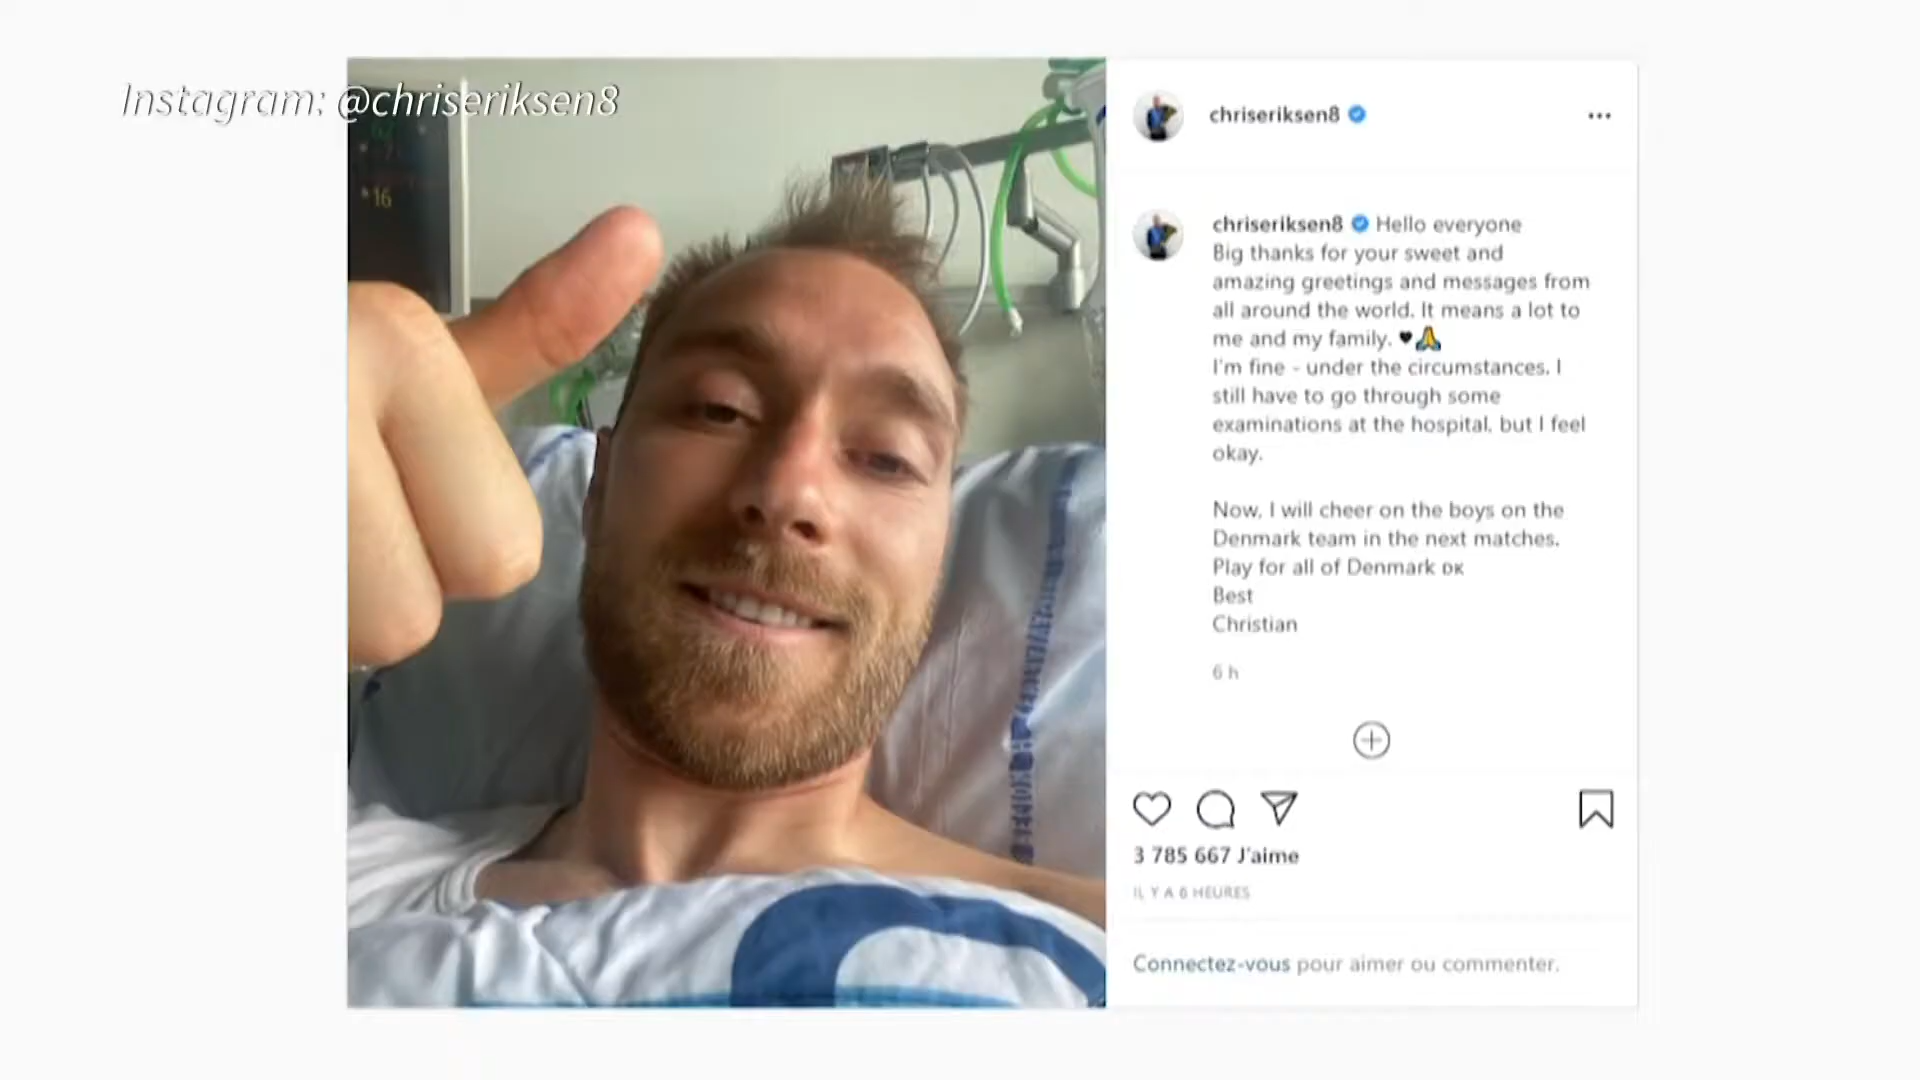 Instagram: @chriseriksen8
16
chriseriksen8
chriseriksen8 Hello everyone
Big thanks for your sweet and
amazing greetings and messages from
all around the world. It means a lot to
me and my family. ♥🙏
I'm fine - under the circumstances. I
still have to go through some
examinations at the hospital, but I feel
okay.
Now, I will cheer on the boys on the
Denmark team in the next matches.
Play for all of Denmark DK
Best
Christian
6 h
3 785 667 J'aime
IL Y A 6 HEURES
Connectez-vous pour aimer ou commenter.